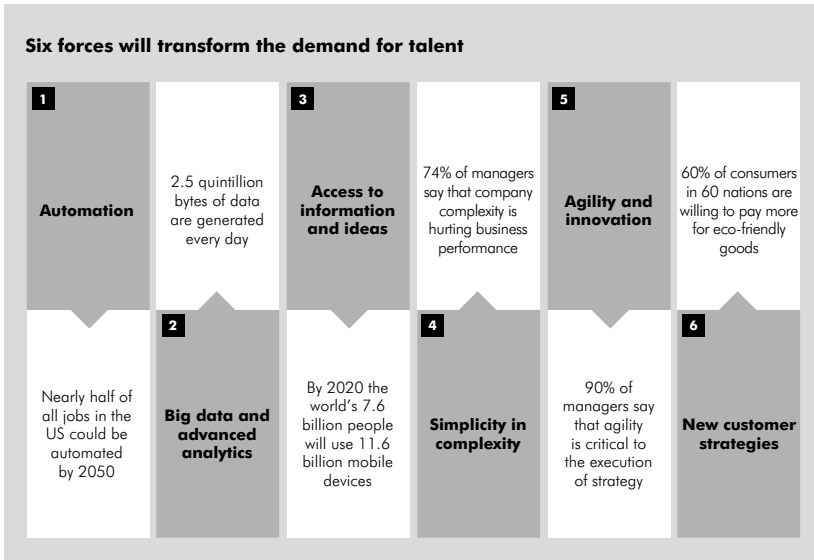 Six forces will transform the demand for talent
1
Automation
Nearly half of
all jobs in the
US could be
automated
by 2050
2.5 quintillion
bytes of data
are generated
every day
2
Big data and
advanced
analytics
3
Access to
information
and ideas
By 2020 the
world's 7.6
billion people
will use 11.6
billion mobile
devices
74% of managers
say that company
complexity is
hurting business
performance
4
Simplicity in
complexity
5
Agility and
innovation
90% of
managers say
that agility
is critical to
the execution
of strategy
60% of consumers
in 60 nations are
willing to pay more
for eco-friendly
goods
6
New customer
strategies